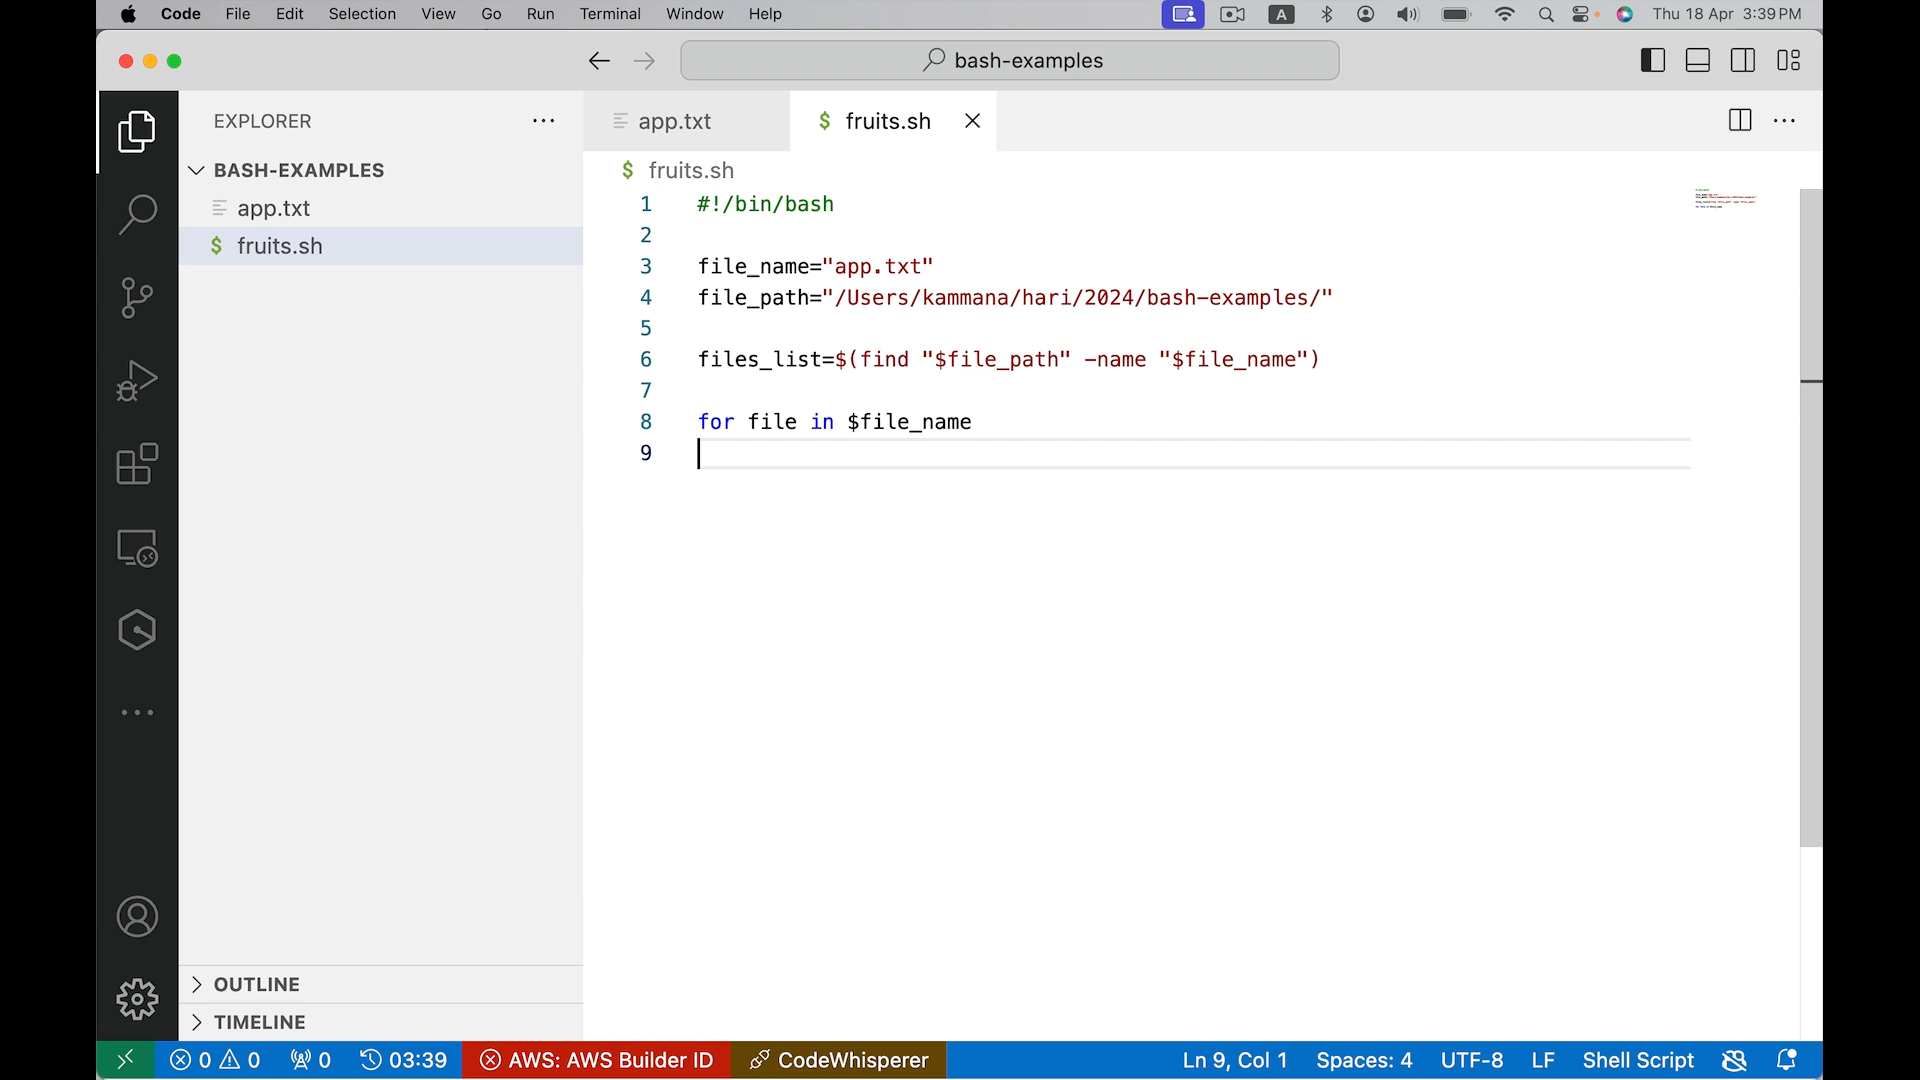 Code File Edit Selection View Go Run Terminal Window Help A Thu 18 Apr 3:39 PM
bash-examples
EXPLORER
BASH-EXAMPLES
app.txt
$ fruits.sh
OUTLINE
TIMELINE
app.txt $ fruits.sh
$ fruits.sh
1 #!/bin/bash
2
3 file_name="app.txt"
4 file_path="/Users/kammana/hari/2024/bash-examples/"
5
6 files_list=$(find "$file_path" -name "$file_name")
7
8 for file in $file_name
9
0 0 0 03:39 AWS: AWS Builder ID CodeWhisperer Ln 9, Col 1 Spaces: 4 UTF-8 LF Shell Script